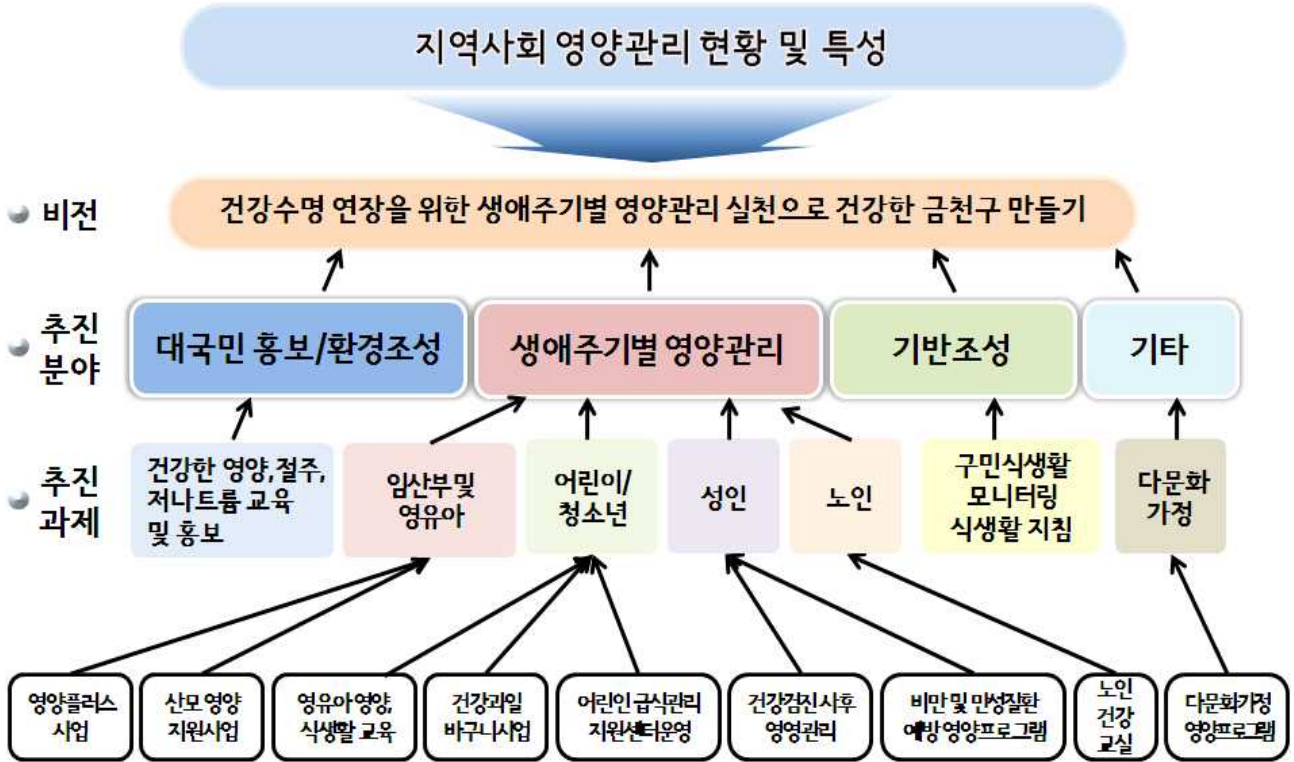 지역사회 영양관리 현황 및 특성
비전
건강수명 연장을 위한 생애주기별 영양관리 실천으로 건강한 금천구 만들기
추진
분야
대국민 홍보/환경조성
생애주기별 영양관리
기반조성
기타
추진
과제
건강한 영양,절주,
저나트륨 교육
및 홍보
임산부및
영유아
어린이/
청소년
성인
노인
구민식생활
모니터링
식생활 지침
다문화
가정
영양플러스
사업
산모 영양
지원사업
영유아 영양,
식생활 교육
건강과일
바구니사업
어린인 급식관리
지원센터운영
건강검진 사후
영영관리
비만 및 만성질환
예방 영양프로그램
노인
건강
교실
다문화가정
영양프로그램